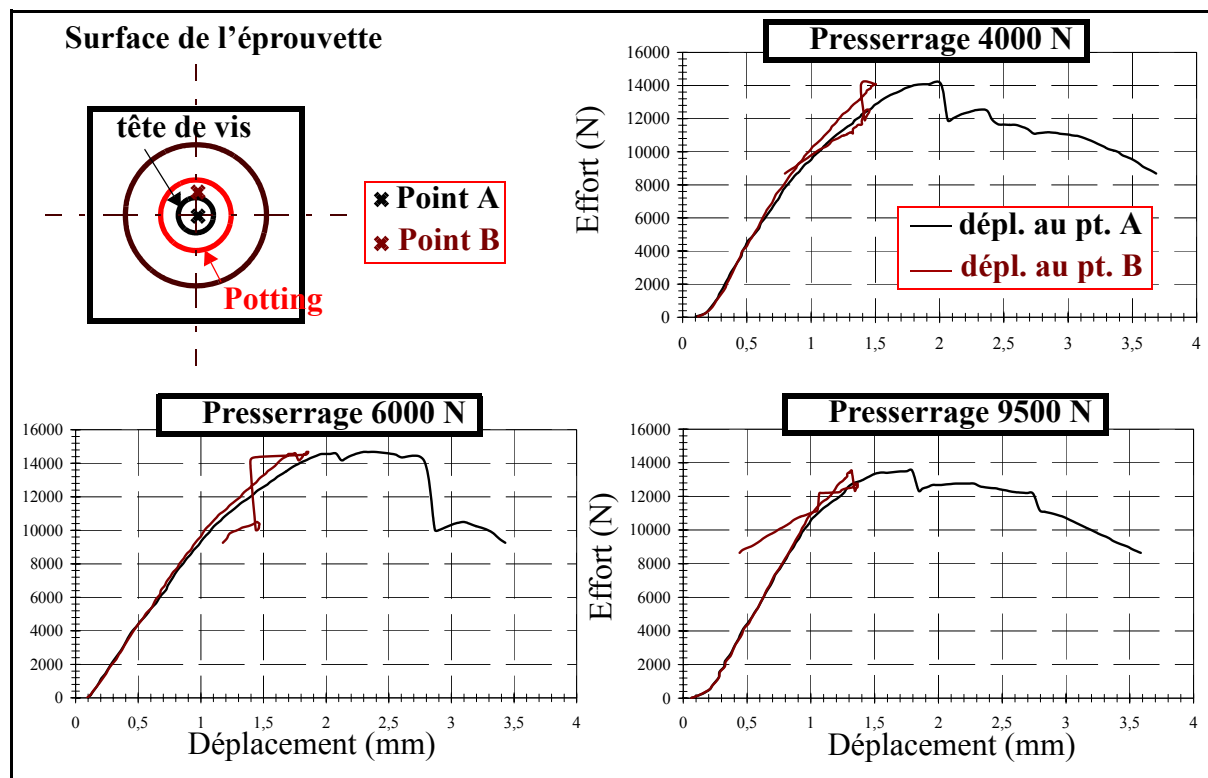 Surface de l'éprouvette
tête de vis
Potting
Point A
Point B
Presserrage 4000 N
Effort (N)
16000
14000
12000
10000
8000
6000
4000
2000
0
dépl. au pt. A
dépl. au pt. B
0 0,5 1 1,5 2 2,5 3 3,5 4
Presserrage 6000 N
16000
14000
12000
10000
8000
6000
4000
2000
0
0 0,5 1 1,5 2 2,5 3 3,5 4
Déplacement (mm)
Presserrage 9500 N
Effort (N)
16000
14000
12000
10000
8000
6000
4000
2000
0
0 0,5 1 1,5 2 2,5 3 3,5 4
Déplacement (mm)